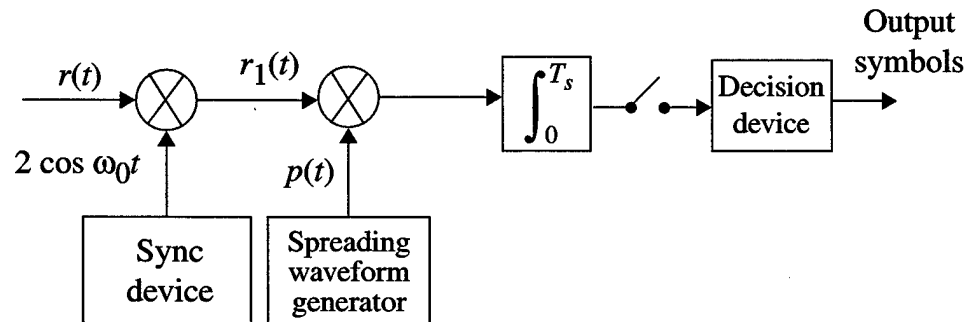 Output
symbols
r(t)
r₁(t)
∫₀^Tₛ
Decision
device
2 cos ω₀t
p(t)
Sync
device
Spreading
waveform
generator